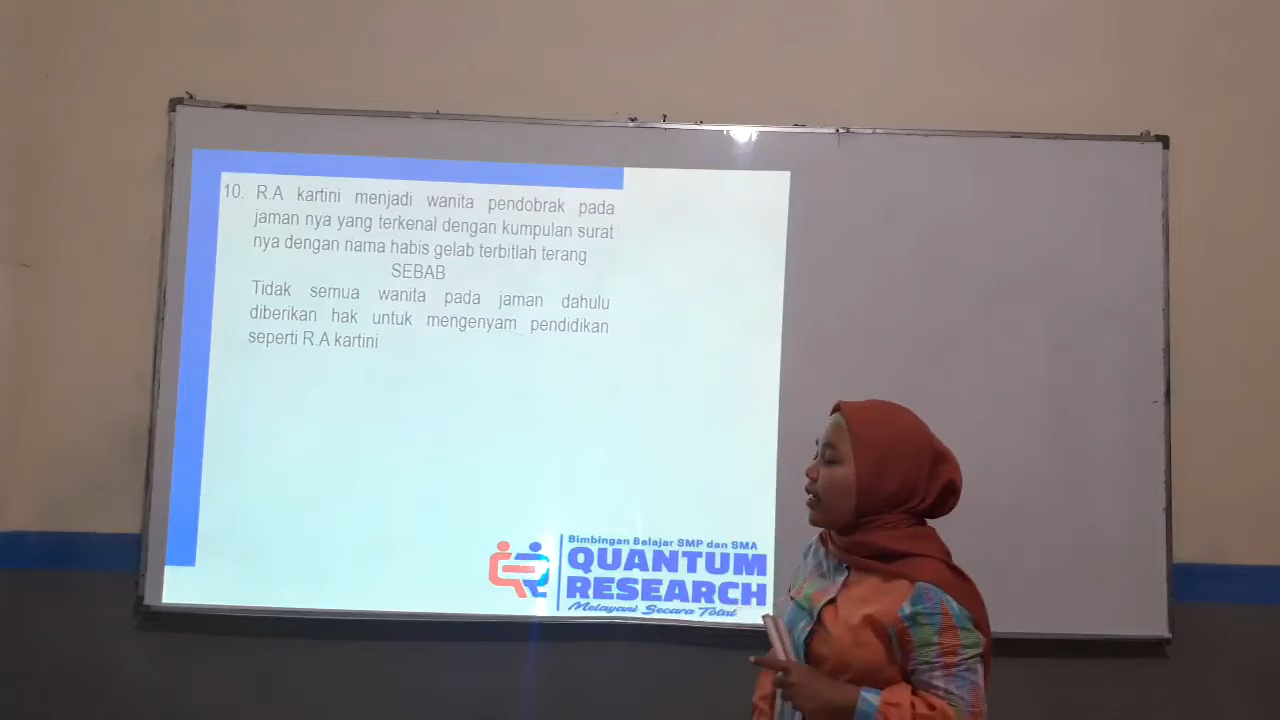 10. R.A kartini menjadi wanita pendobrak pada
jaman nya yang terkenal dengan kumpulan surat
nya dengan nama habis gelab terbitlah terang
SEBAB
Tidak semua wanita pada jaman dahulu
diberikan hak untuk mengenyam pendidikan
seperti R.A kartini
Bimbingan Belajar SMP dan SMA
QUANTUM
RESEARCH
Melayani Secara Total